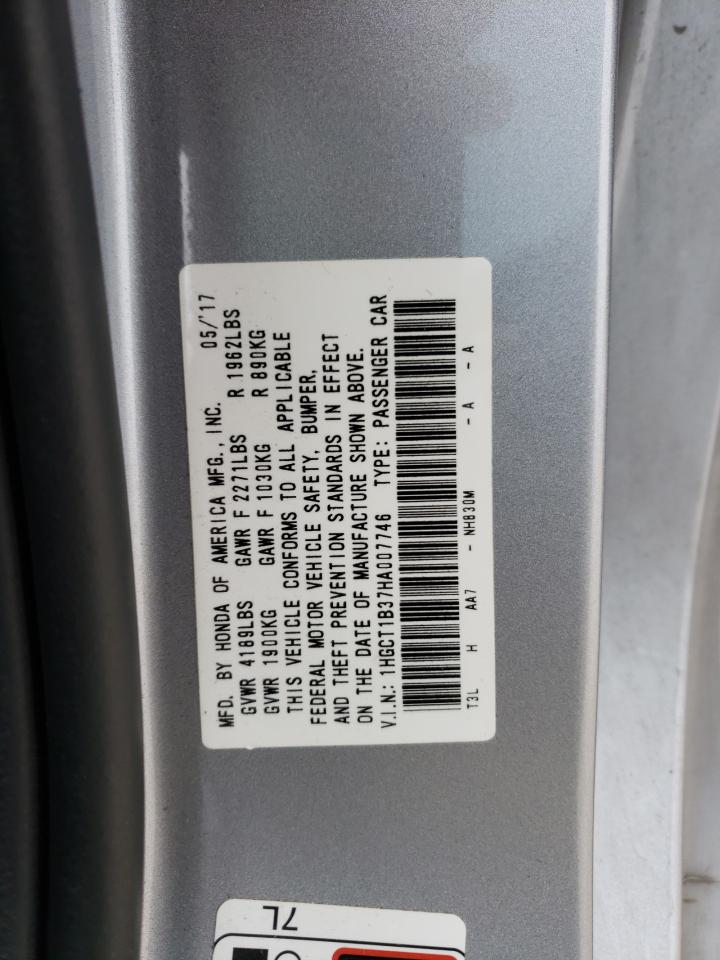 MFD. BY HONDA OF AMERICA MFG., INC. 05/'17
GVWR 4189LBS GAWR F 2271LBS R 1962LBS
GVWR 1900KG GAWR F 1030KG R 890KG
THIS VEHICLE CONFORMS TO ALL APPLICABLE
FEDERAL MOTOR VEHICLE SAFETY, BUMPER,
AND THEFT PREVENTION STANDARDS IN EFFECT
ON THE DATE OF MANUFACTURE SHOWN ABOVE.
V.I.N.: 1HGCT1B37HA007746 TYPE: PASSENGER CAR
T3L H AA7 - NH830M - A - A
7L